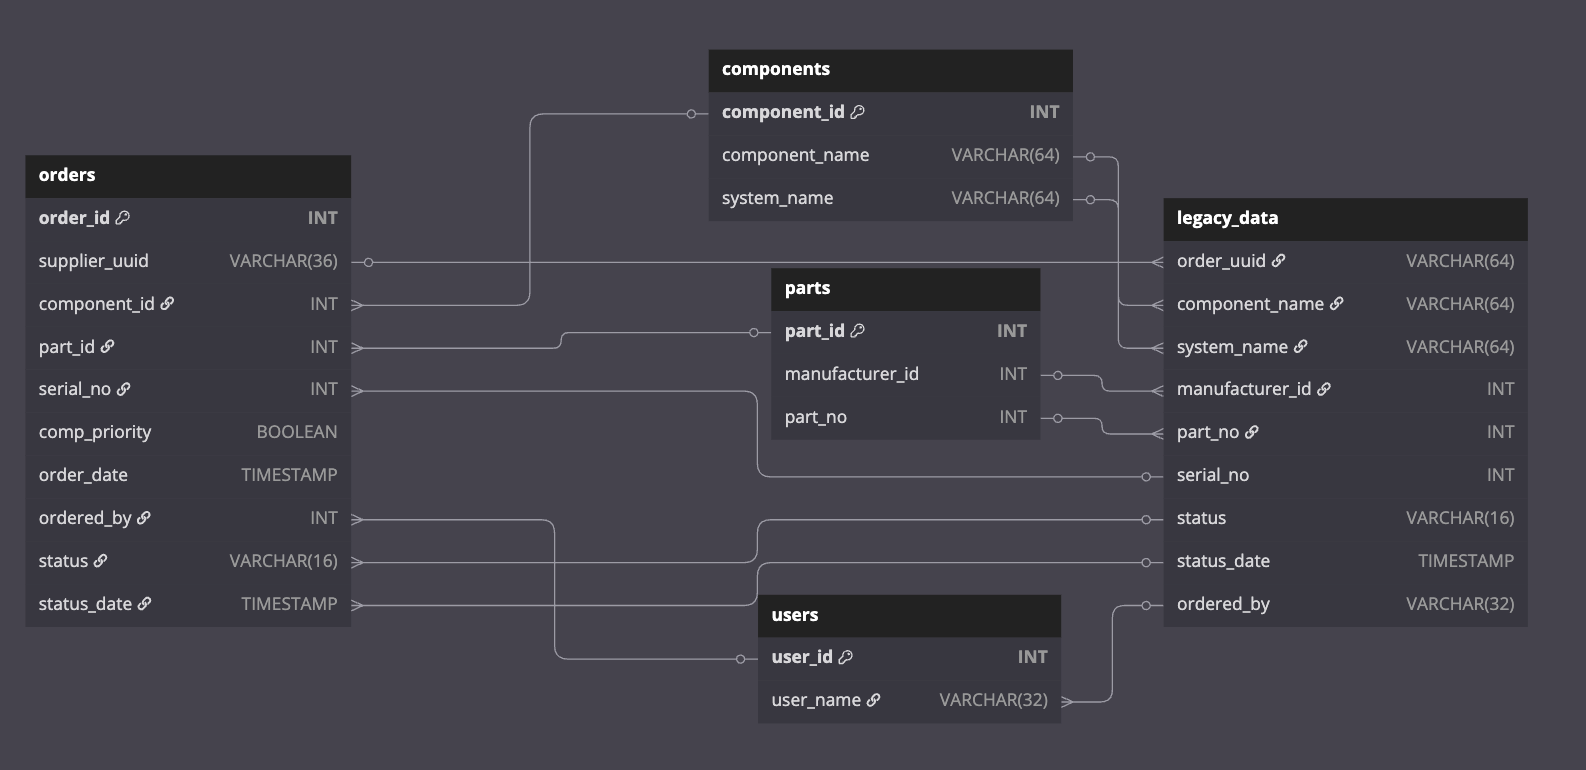 orders
order_id INT
supplier_uuid VARCHAR(36)
component_id INT
part_id INT
serial_no INT
comp_priority BOOLEAN
order_date TIMESTAMP
ordered_by INT
status VARCHAR(16)
status_date TIMESTAMP
components
component_id INT
component_name VARCHAR(64)
system_name VARCHAR(64)
parts
part_id INT
manufacturer_id INT
part_no INT
users
user_id INT
user_name VARCHAR(32)
legacy_data
order_uuid VARCHAR(64)
component_name VARCHAR(64)
system_name VARCHAR(64)
manufacturer_id INT
part_no INT
serial_no INT
status VARCHAR(16)
status_date TIMESTAMP
ordered_by VARCHAR(32)